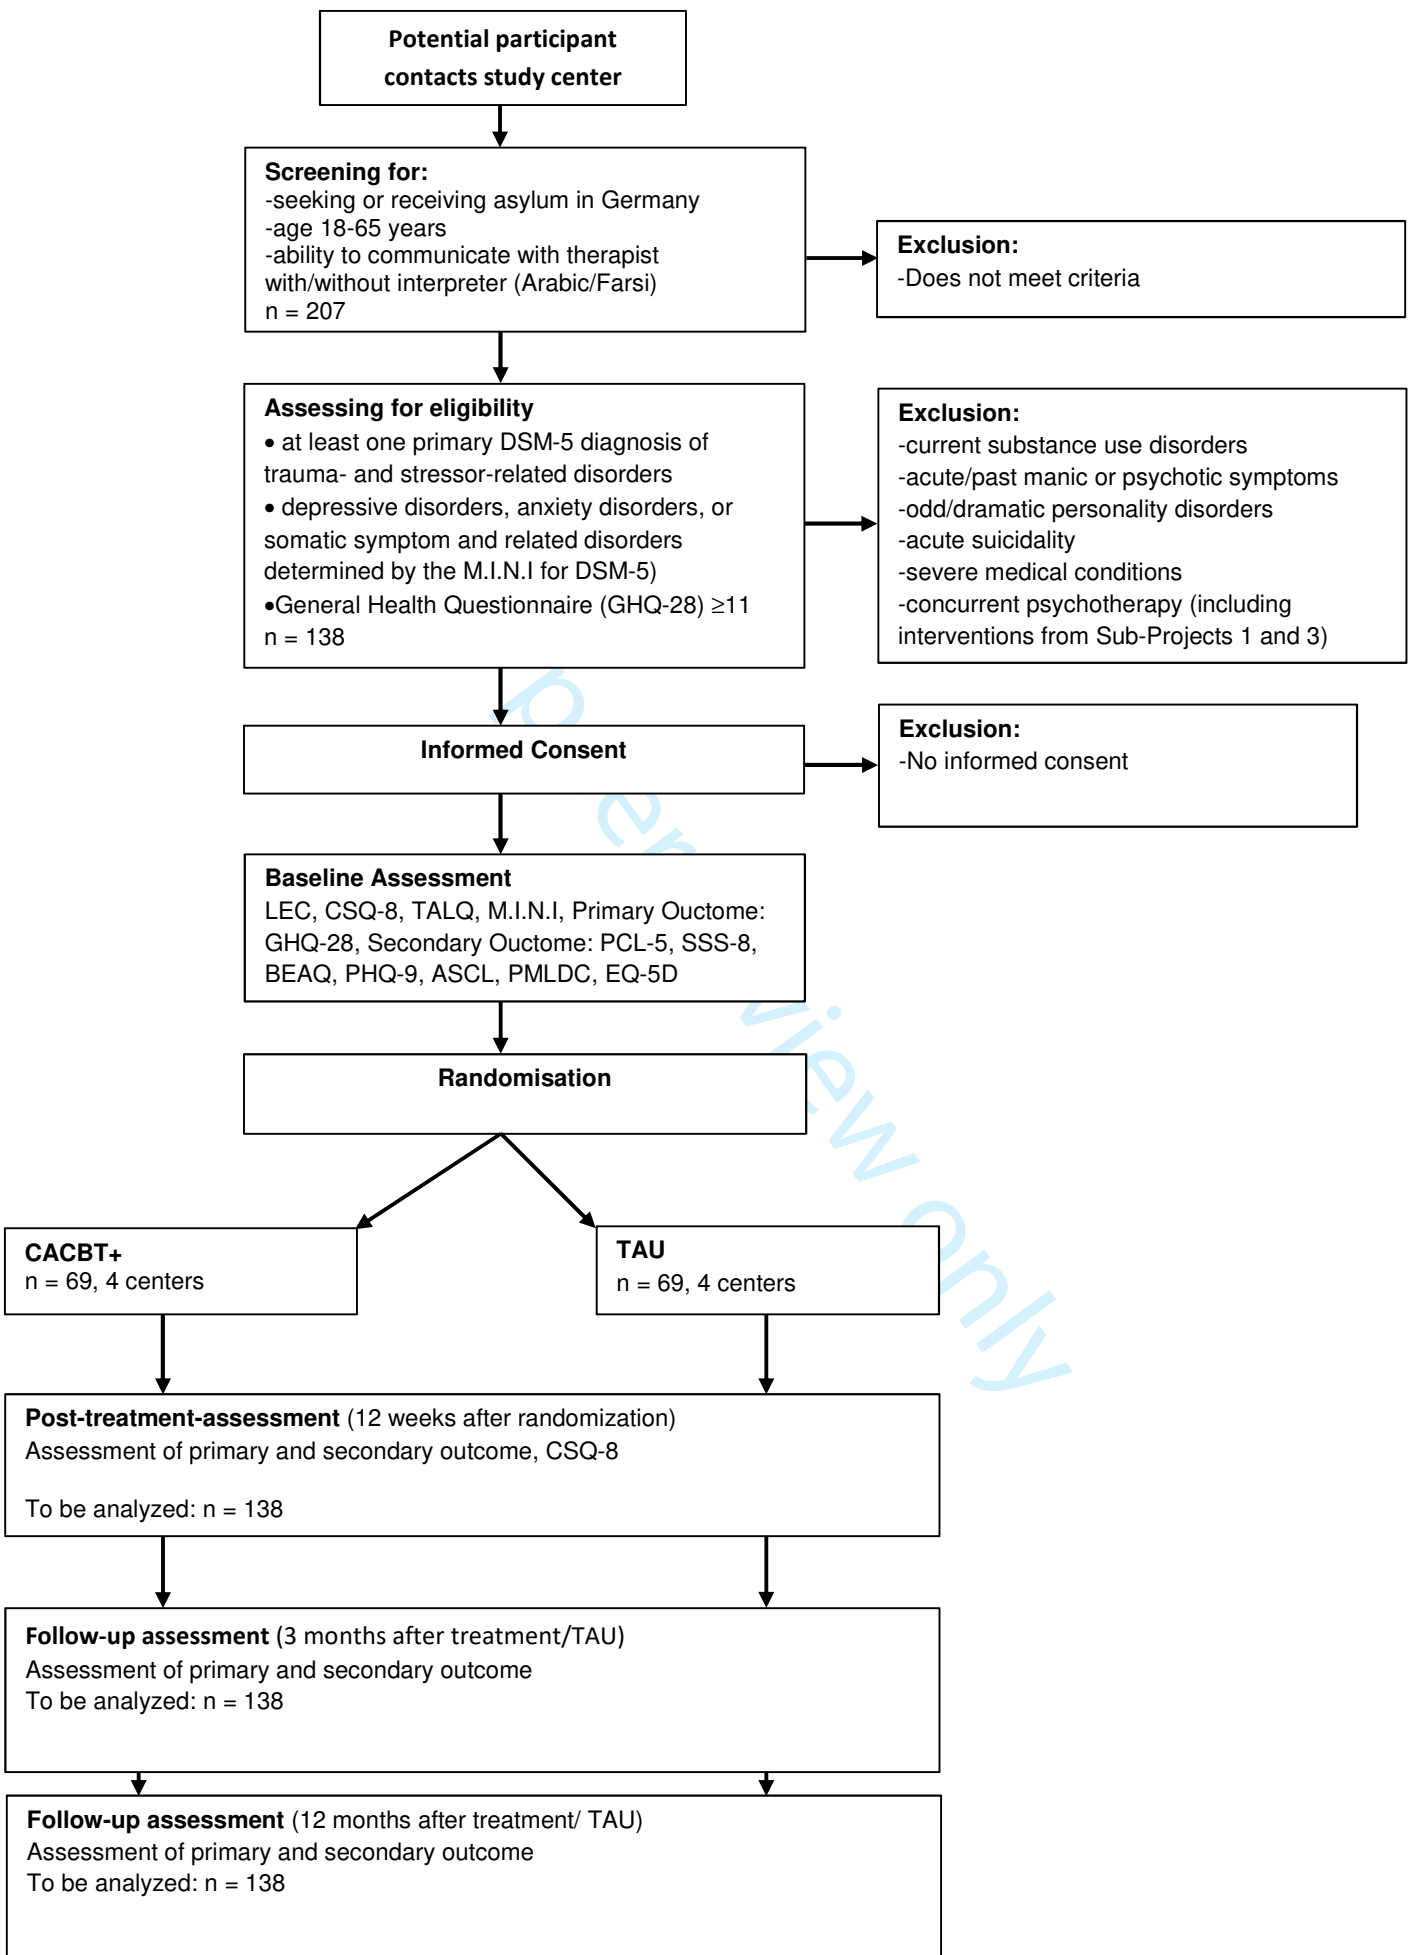 Potential participant
contacts study center
Screening for:
-seeking or receiving asylum in Germany
-age 18-65 years
-ability to communicate with therapist
with/without interpreter (Arabic/Farsi)
n = 207
Exclusion:
-Does not meet criteria
Assessing for eligibility
• at least one primary DSM-5 diagnosis of
trauma- and stressor-related disorders
• depressive disorders, anxiety disorders, or
somatic symptom and related disorders
determined by the M.I.N.I for DSM-5)
•General Health Questionnaire (GHQ-28) ≥11
n = 138
Exclusion:
-current substance use disorders
-acute/past manic or psychotic symptoms
-odd/dramatic personality disorders
-acute suicidality
-severe medical conditions
-concurrent psychotherapy (including
interventions from Sub-Projects 1 and 3)
Informed Consent
Exclusion:
-No informed consent
Baseline Assessment
LEC, CSQ-8, TALQ, M.I.N.I, Primary Ouctome:
GHQ-28, Secondary Ouctome: PCL-5, SSS-8,
BEAQ, PHQ-9, ASCL, PMLDC, EQ-5D
Randomisation
CACBT+
n = 69, 4 centers
TAU
n = 69, 4 centers
Post-treatment-assessment (12 weeks after randomization)
Assessment of primary and secondary outcome, CSQ-8
To be analyzed: n = 138
Follow-up assessment (3 months after treatment/TAU)
Assessment of primary and secondary outcome
To be analyzed: n = 138
Follow-up assessment (12 months after treatment/ TAU)
Assessment of primary and secondary outcome
To be analyzed: n = 138
view only